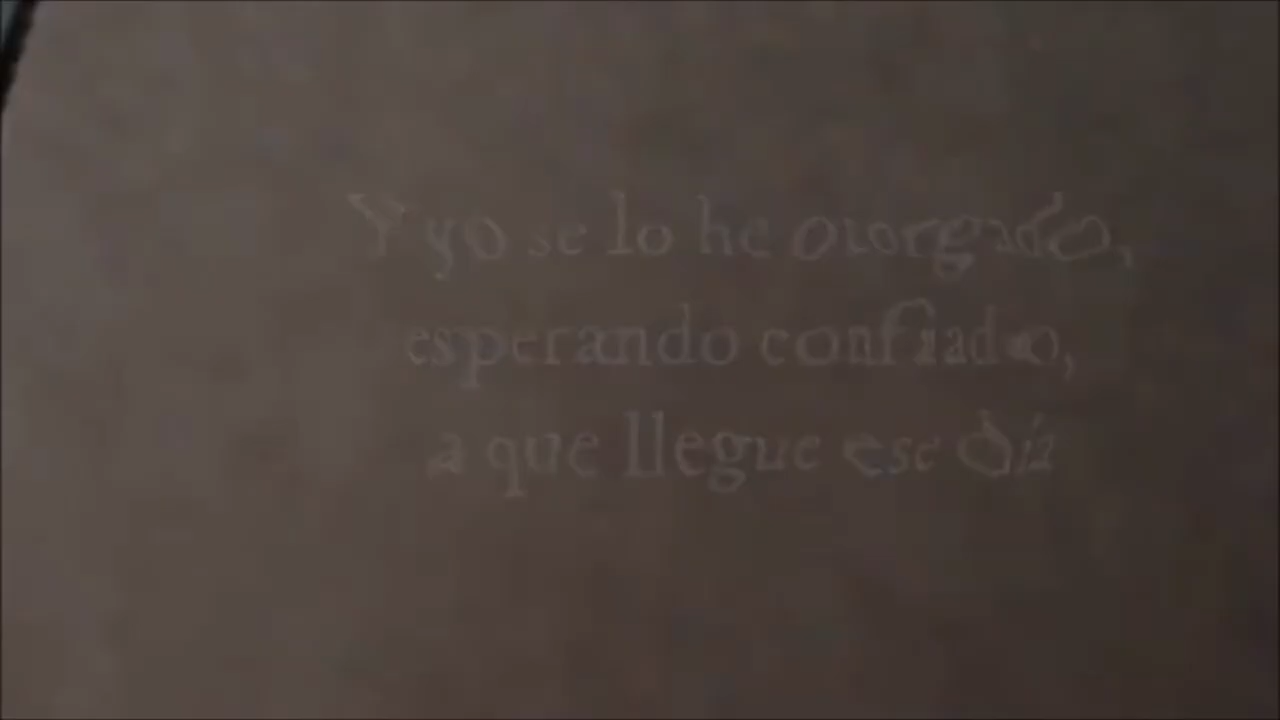 Y yo se lo he otorgado,
esperando confiado,
a que llegue ese día